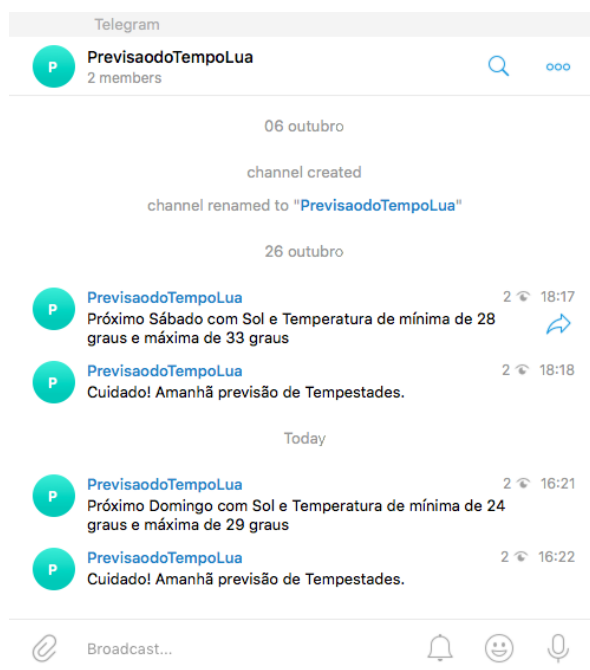 Telegram
P
PrevisaodoTempoLua
2 members
06 outubro
channel created
channel renamed to "PrevisaodoTempoLua"
26 outubro
P
PrevisaodoTempoLua 2 18:17
Próximo Sábado com Sol e Temperatura de mínima de 28
graus e máxima de 33 graus
P
PrevisaodoTempoLua 2 18:18
Cuidado! Amanhã previsão de Tempestades.
Today
P
PrevisaodoTempoLua 2 16:21
Próximo Domingo com Sol e Temperatura de mínima de 24
graus e máxima de 29 graus
P
PrevisaodoTempoLua 2 16:22
Cuidado! Amanhã previsão de Tempestades.
Broadcast...